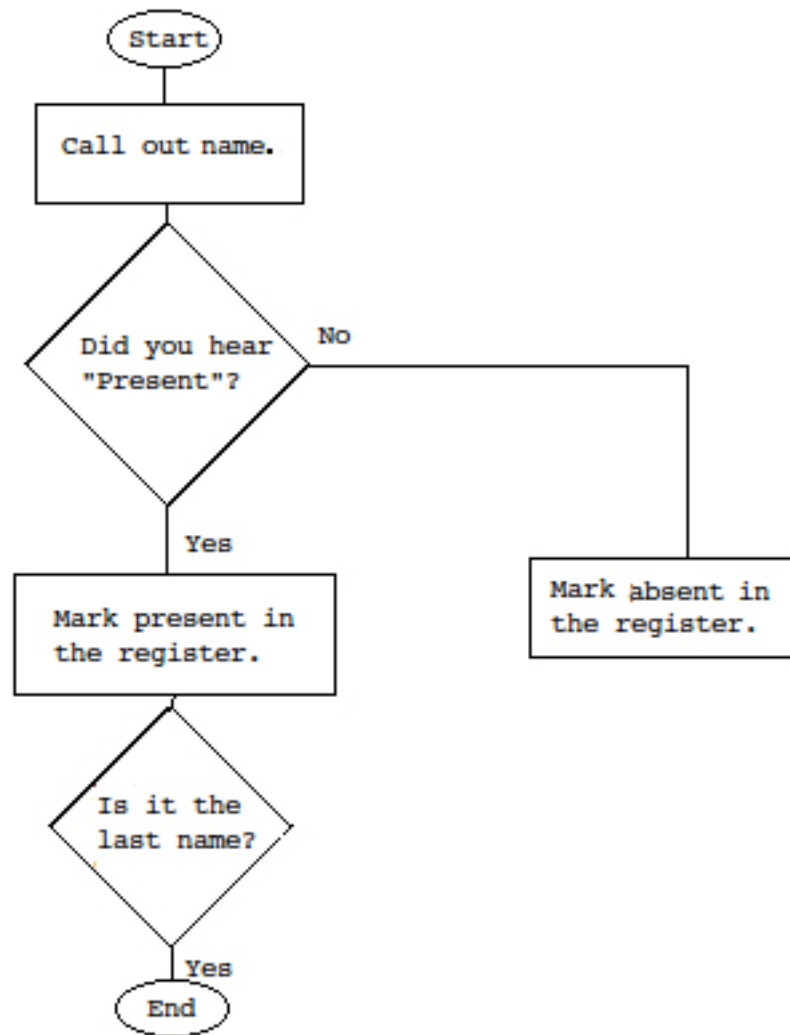 Start
Call out name.
Did you hear
"Present"?
No
Yes
Mark present in
the register.
Mark absent in
the register.
Is it the
last name?
Yes
End